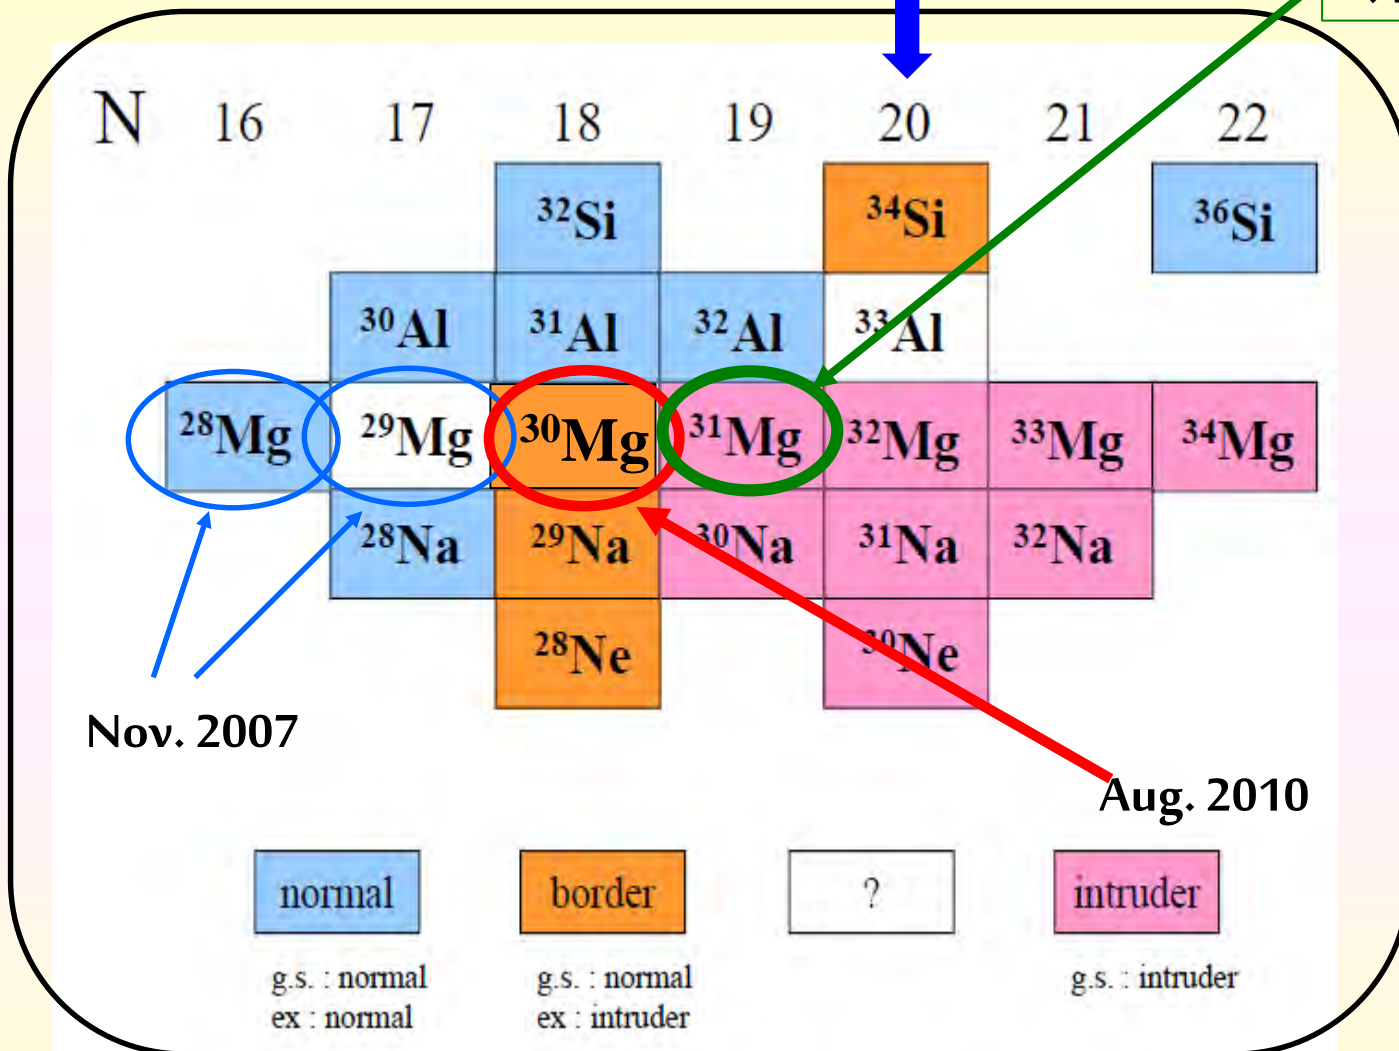 N 16 17 18 19 20 21 22
³²Si ³⁴Si ³⁶Si
³⁰Al ³¹Al ³²Al ³³Al
²⁸Mg ²⁹Mg ³⁰Mg ³¹Mg ³²Mg ³³Mg ³⁴Mg
²⁸Na ²⁹Na ³⁰Na ³¹Na ³²Na
²⁸Ne ³⁰Ne
Nov. 2007
Aug. 2010
normal border ? intruder
g.s. : normal g.s. : normal g.s. : intruder
ex : normal ex : intruder